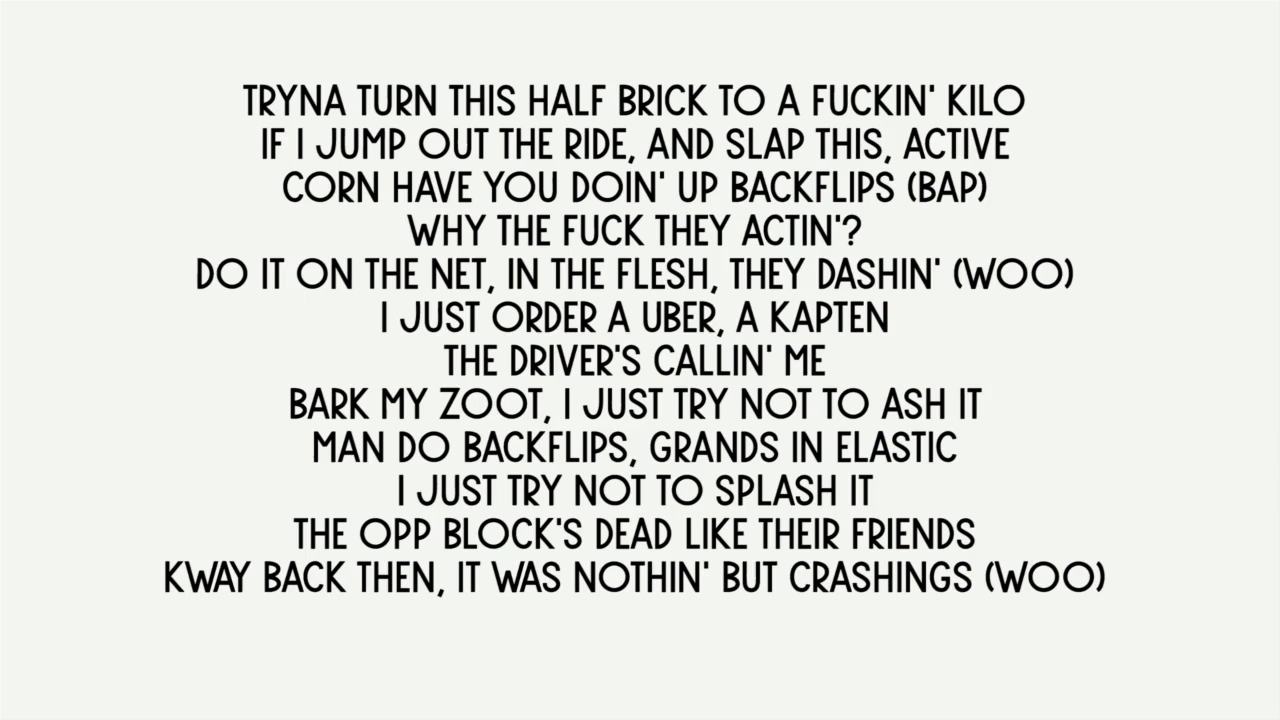 TRYNA TURN THIS HALF BRICK TO A FUCKIN' KILO
IF I JUMP OUT THE RIDE, AND SLAP THIS, ACTIVE
CORN HAVE YOU DOIN' UP BACKFLIPS (BAP)
WHY THE FUCK THEY ACTIN'?
DO IT ON THE NET, IN THE FLESH, THEY DASHIN' (WOO)
I JUST ORDER A UBER, A KAPTEN
THE DRIVER'S CALLIN' ME
BARK MY ZOOT, I JUST TRY NOT TO ASH IT
MAN DO BACKFLIPS, GRANDS IN ELASTIC
I JUST TRY NOT TO SPLASH IT
THE OPP BLOCK'S DEAD LIKE THEIR FRIENDS
KWAY BACK THEN, IT WAS NOTHIN' BUT CRASHINGS (WOO)